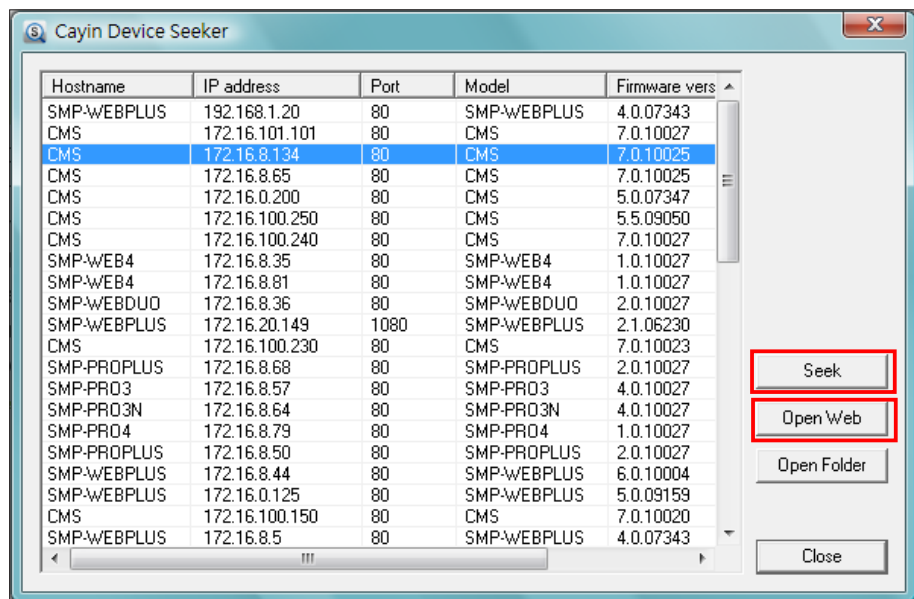 Cayin Device Seeker
Hostname IP address Port Model Firmware vers
SMP-WEBPLUS 192.168.1.20 80 SMP-WEBPLUS 4.0.07343
CMS 172.16.101.101 80 CMS 7.0.10027
CMS 172.16.8.134 80 CMS 7.0.10025
CMS 172.16.8.65 80 CMS 7.0.10025
CMS 172.16.0.200 80 CMS 5.0.07347
CMS 172.16.100.250 80 CMS 5.5.09050
CMS 172.16.100.240 80 CMS 7.0.10027
SMP-WEB4 172.16.8.35 80 SMP-WEB4 1.0.10027
SMP-WEB4 172.16.8.81 80 SMP-WEB4 1.0.10027
SMP-WEBDUO 172.16.8.36 80 SMP-WEBDUO 2.0.10027
SMP-WEBPLUS 172.16.20.149 1080 SMP-WEBPLUS 2.1.06230
CMS 172.16.100.230 80 CMS 7.0.10023
SMP-PROPLUS 172.16.8.68 80 SMP-PROPLUS 2.0.10027
SMP-PRO3 172.16.8.57 80 SMP-PRO3 4.0.10027
SMP-PRO3N 172.16.8.64 80 SMP-PRO3N 4.0.10027
SMP-PRO4 172.16.8.79 80 SMP-PRO4 1.0.10027
SMP-PROPLUS 172.16.8.50 80 SMP-PROPLUS 2.0.10027
SMP-WEBPLUS 172.16.8.44 80 SMP-WEBPLUS 6.0.10004
SMP-WEBPLUS 172.16.0.125 80 SMP-WEBPLUS 5.0.09159
CMS 172.16.100.150 80 CMS 7.0.10020
SMP-WEBPLUS 172.16.8.5 80 SMP-WEBPLUS 4.0.07343
Seek
Open Web
Open Folder
Close